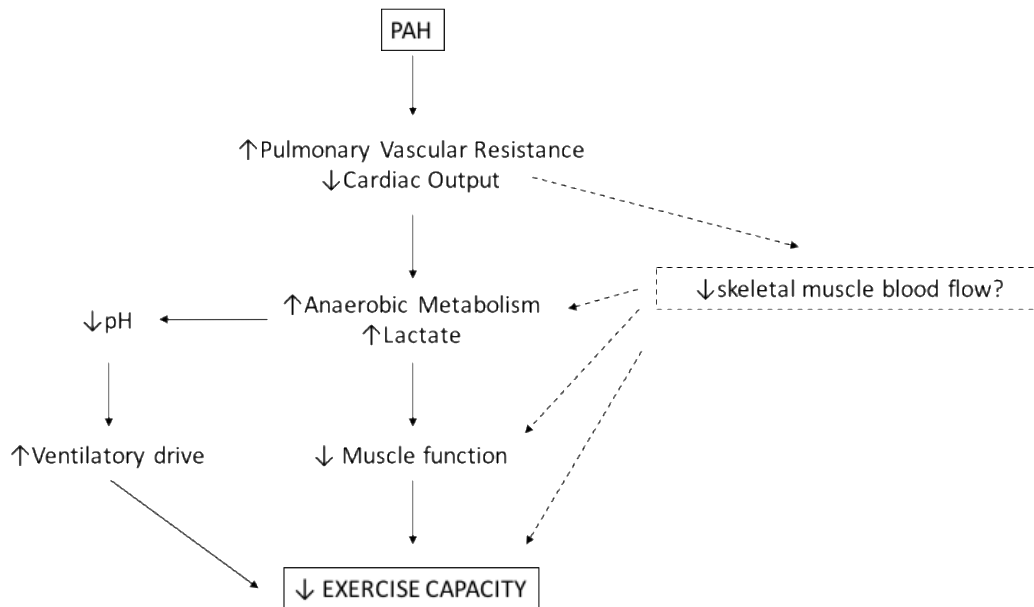 PAH
↑Pulmonary Vascular Resistance
↓Cardiac Output
↓skeletal muscle blood flow?
↑Anaerobic Metabolism
↑Lactate
↓pH
↑Ventilatory drive
↓ Muscle function
↓ EXERCISE CAPACITY